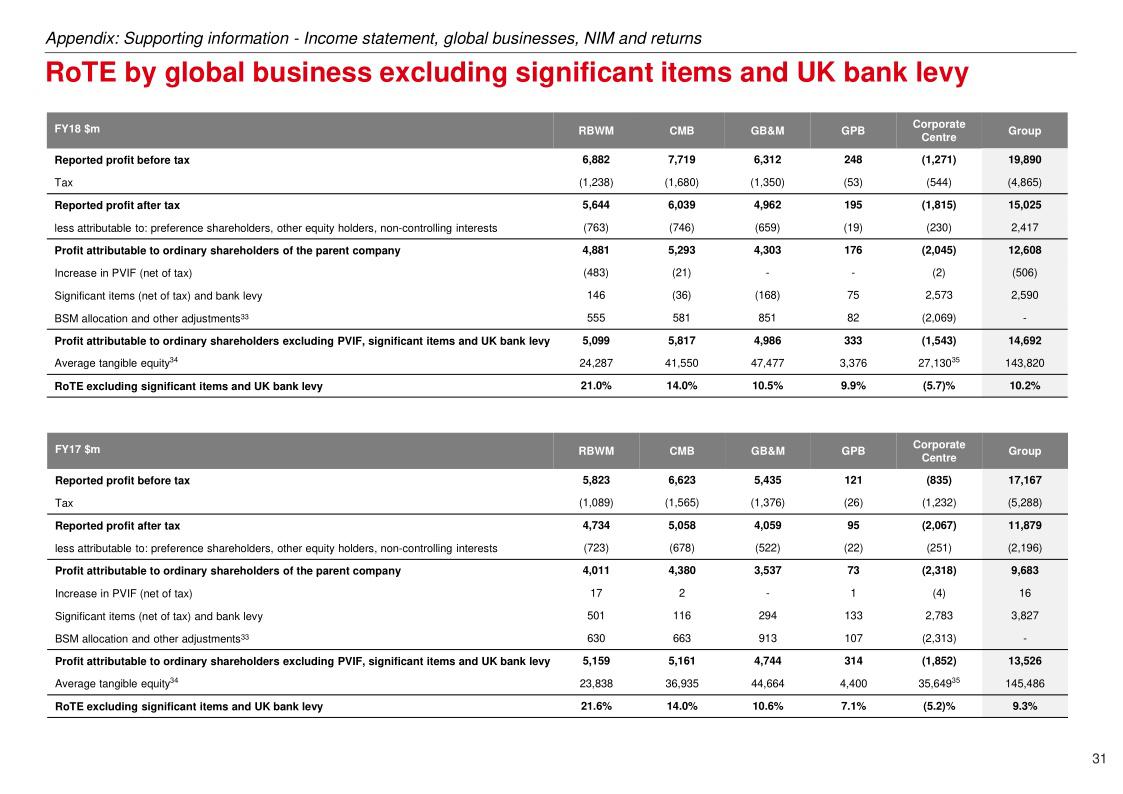 Appendix: Supporting information - Income statement, global businesses, NIM and returns
RoTE by global business excluding significant items and UK bank levy
FY18 $m RBWM CMB GB&M GPB Corporate Centre Group
Reported profit before tax 6,882 7,719 6,312 248 (1,271) 19,890
Tax (1,238) (1,680) (1,350) (53) (544) (4,865)
Reported profit after tax 5,644 6,039 4,962 195 (1,815) 15,025
less attributable to: preference shareholders, other equity holders, non-controlling interests (763) (746) (659) (19) (230) 2,417
Profit attributable to ordinary shareholders of the parent company 4,881 5,293 4,303 176 (2,045) 12,608
Increase in PVIF (net of tax) (483) (21) - - (2) (506)
Significant items (net of tax) and bank levy 146 (36) (168) 75 2,573 2,590
BSM allocation and other adjustments33 555 581 851 82 (2,069) -
Profit attributable to ordinary shareholders excluding PVIF, significant items and UK bank levy 5,099 5,817 4,986 333 (1,543) 14,692
Average tangible equity34 24,287 41,550 47,477 3,376 27,13035 143,820
RoTE excluding significant items and UK bank levy 21.0% 14.0% 10.5% 9.9% (5.7)% 10.2%
FY17 $m RBWM CMB GB&M GPB Corporate Centre Group
Reported profit before tax 5,823 6,623 5,435 121 (835) 17,167
Tax (1,089) (1,565) (1,376) (26) (1,232) (5,288)
Reported profit after tax 4,734 5,058 4,059 95 (2,067) 11,879
less attributable to: preference shareholders, other equity holders, non-controlling interests (723) (678) (522) (22) (251) (2,196)
Profit attributable to ordinary shareholders of the parent company 4,011 4,380 3,537 73 (2,318) 9,683
Increase in PVIF (net of tax) 17 2 - 1 (4) 16
Significant items (net of tax) and bank levy 501 116 294 133 2,783 3,827
BSM allocation and other adjustments33 630 663 913 107 (2,313) -
Profit attributable to ordinary shareholders excluding PVIF, significant items and UK bank levy 5,159 5,161 4,744 314 (1,852) 13,526
Average tangible equity34 23,838 36,935 44,664 4,400 35,64935 145,486
RoTE excluding significant items and UK bank levy 21.6% 14.0% 10.6% 7.1% (5.2)% 9.3%
31